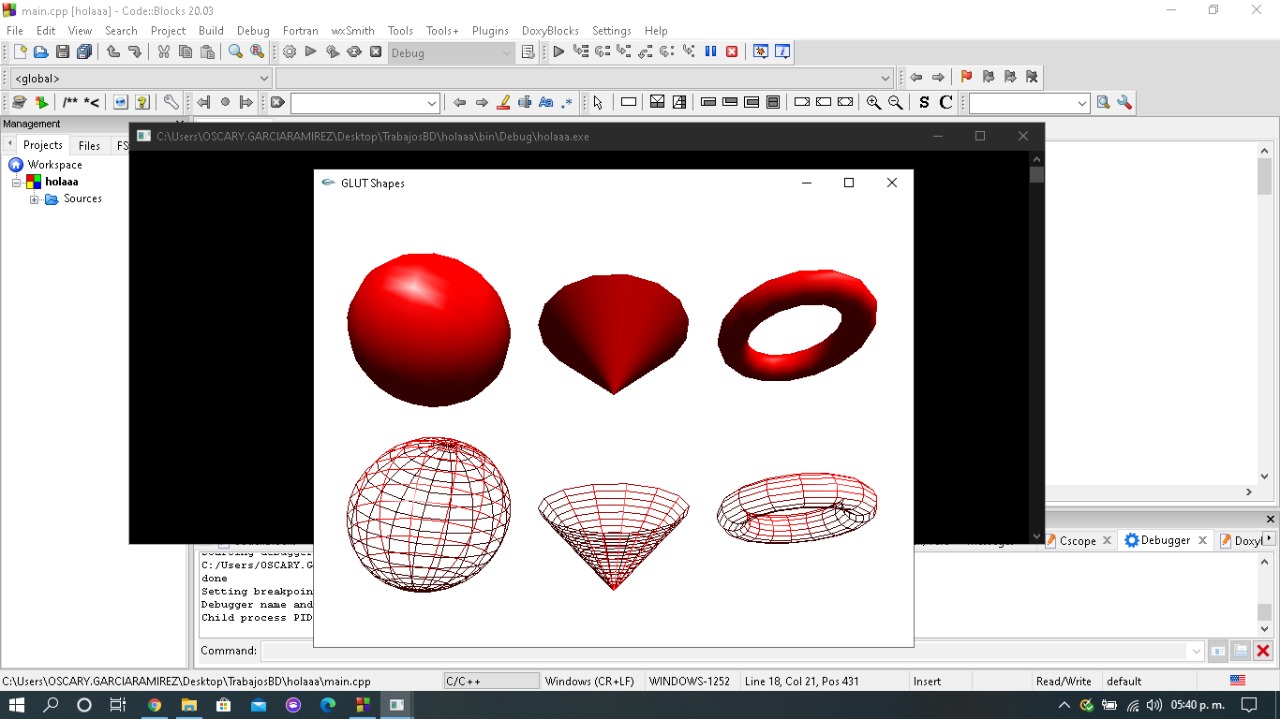 main.cpp [holaaa] - Code::Blocks 20.03
File Edit View Search Project Build Debug Fortran wxSmith Tools Tools+ Plugins DoxyBlocks Settings Help
Debug
<global>
/** *< S C
Management
Projects Files FS
Workspace
holaaa
Sources
C:\Users\OSCARY.GARCIARAMIREZ\Desktop\TrabajosBD\holaaa\bin\Debug\holaaa.exe
GLUT Shapes
Cscope Debugger Doxyl
C:/Users/OSCARY.G
done
Setting breakpoin
Debugger name and
Child process PID
Command:
C:\Users\OSCARY.GARCIARAMIREZ\Desktop\TrabajosBD\holaaa\main.cpp C/C++ Windows (CR+LF) WINDOWS-1252 Line 18, Col 21, Pos 431 Insert Read/Write default
05:40 p. m.